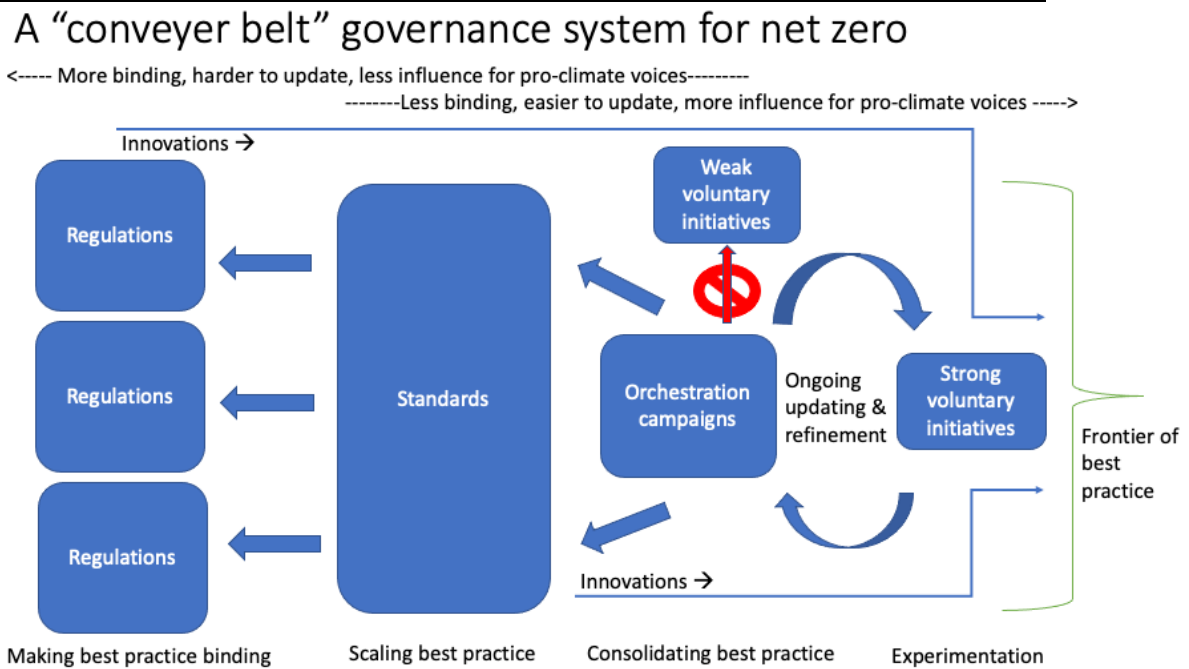 A “conveyer belt” governance system for net zero
<----- More binding, harder to update, less influence for pro-climate voices---------
--------Less binding, easier to update, more influence for pro-climate voices ----->
Innovations →
Regulations
Regulations
Regulations
Standards
Weak
voluntary
initiatives
Orchestration
campaigns
Ongoing
updating &
refinement
Strong
voluntary
initiatives
Frontier of
best
practice
Innovations →
Making best practice binding
Scaling best practice
Consolidating best practice
Experimentation